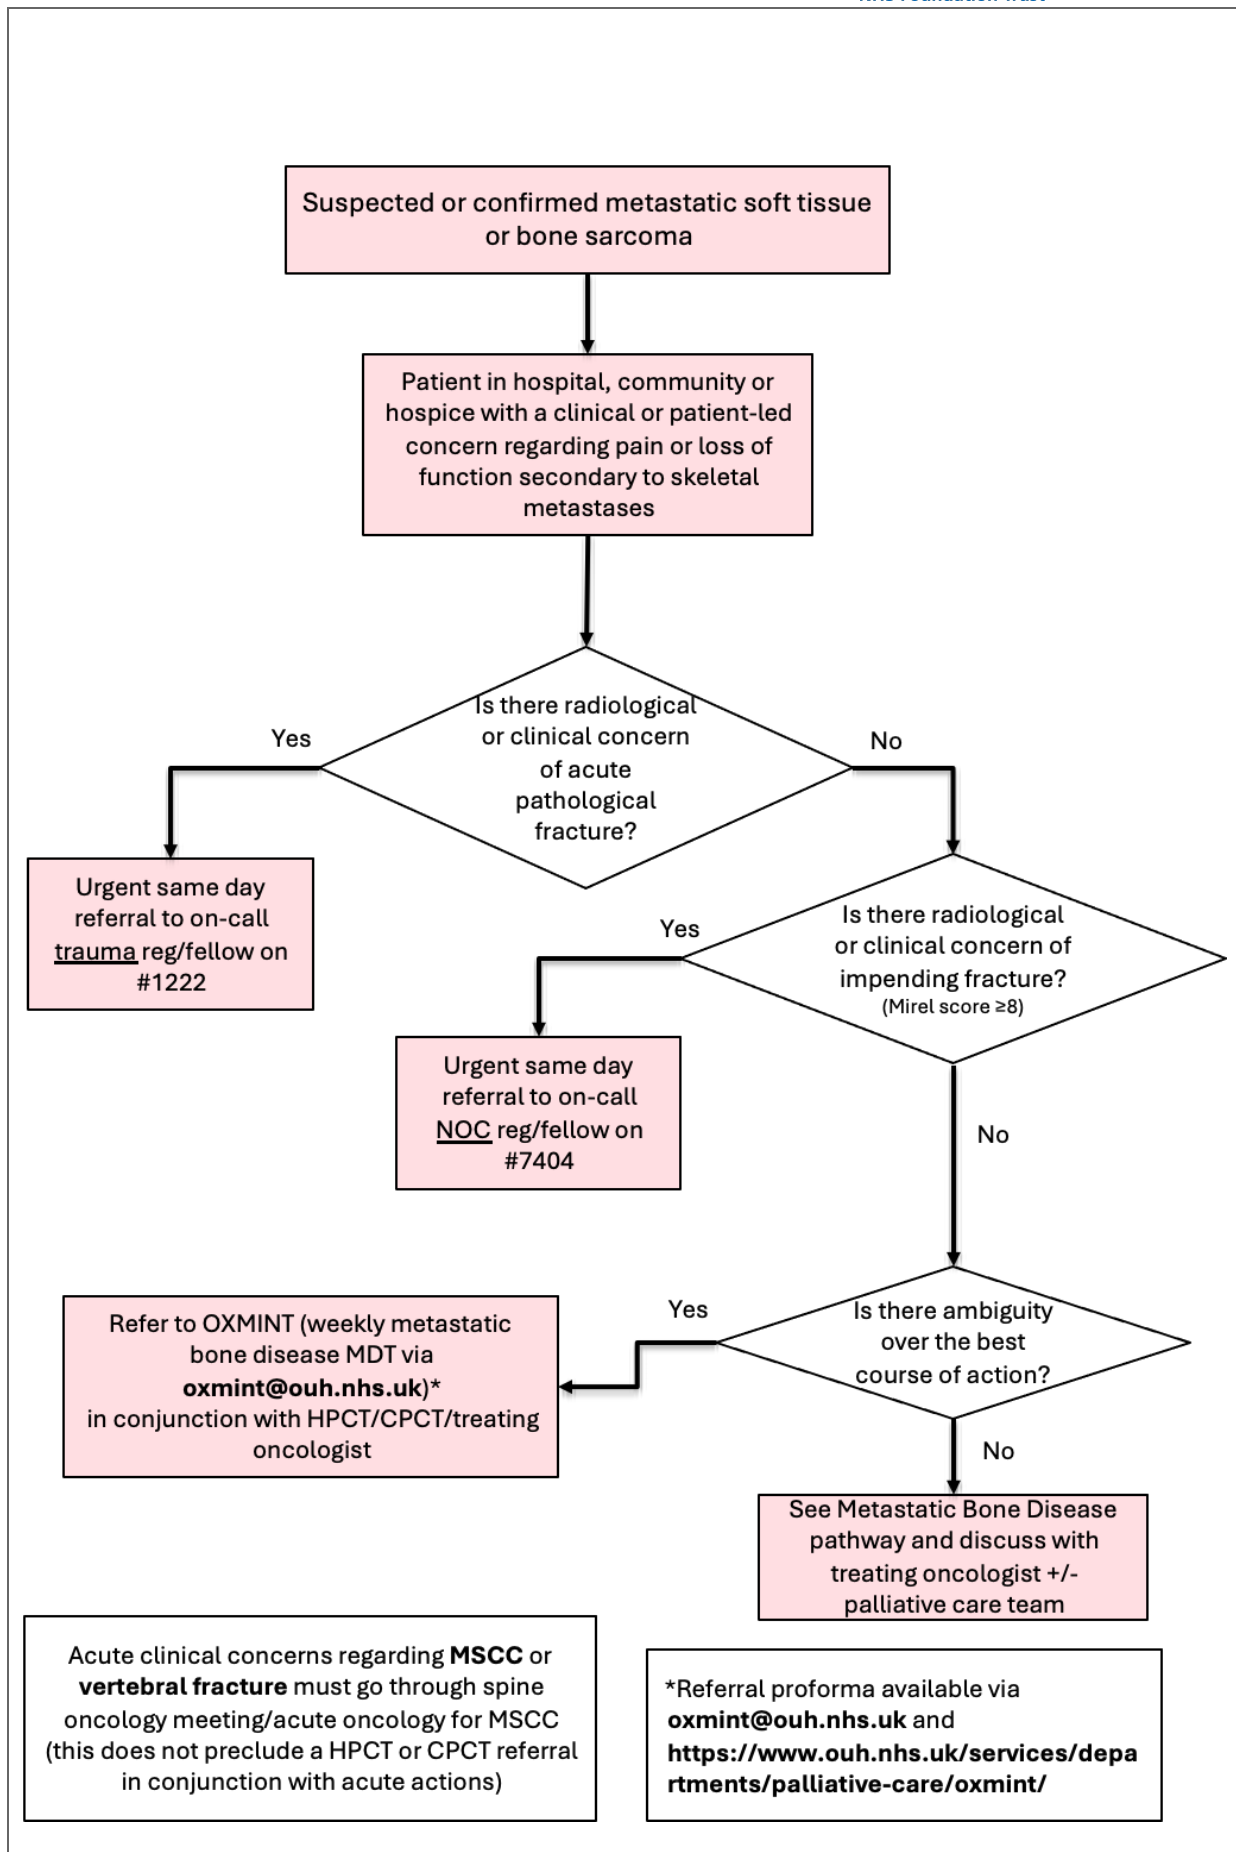 NHS Foundation Trust
Suspected or confirmed metastatic soft tissue
or bone sarcoma
Patient in hospital, community or
hospice with a clinical or patient-led
concern regarding pain or loss of
function secondary to skeletal
metastases
Is there radiological
or clinical concern
of acute
pathological
fracture?
Yes
No
Urgent same day
referral to on-call
trauma reg/fellow on
#1222
Is there radiological
or clinical concern of
impending fracture?
(Mirel score ≥8)
Yes
Urgent same day
referral to on-call
NOC reg/fellow on
#7404
No
Is there ambiguity
over the best
course of action?
Yes
Refer to OXMINT (weekly metastatic
bone disease MDT via
oxmint@ouh.nhs.uk)*
in conjunction with HPCT/CPCT/treating
oncologist
No
See Metastatic Bone Disease
pathway and discuss with
treating oncologist +/-
palliative care team
Acute clinical concerns regarding MSCC or
vertebral fracture must go through spine
oncology meeting/acute oncology for MSCC
(this does not preclude a HPCT or CPCT referral
in conjunction with acute actions)
*Referral proforma available via
oxmint@ouh.nhs.uk and
https://www.ouh.nhs.uk/services/depa
rtments/palliative-care/oxmint/